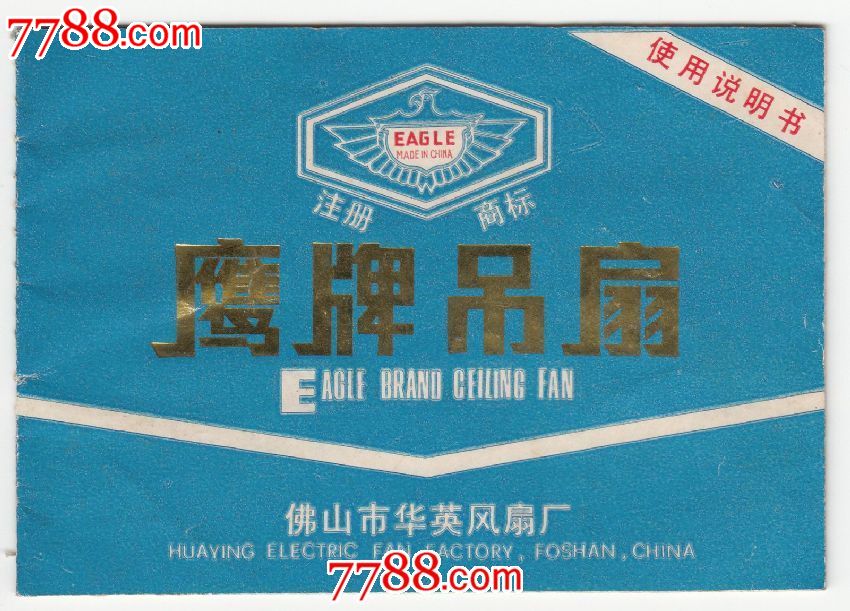 7788.com
7788.com
使用说明书
EAGLE
MADE IN CHINA
注册 商标
鹰牌吊扇
EAGLE BRAND CEILING FAN
佛山市华英风扇厂
HUAYING ELECTRIC FAN FACTORY, FOSHAN, CHINA
7788.com